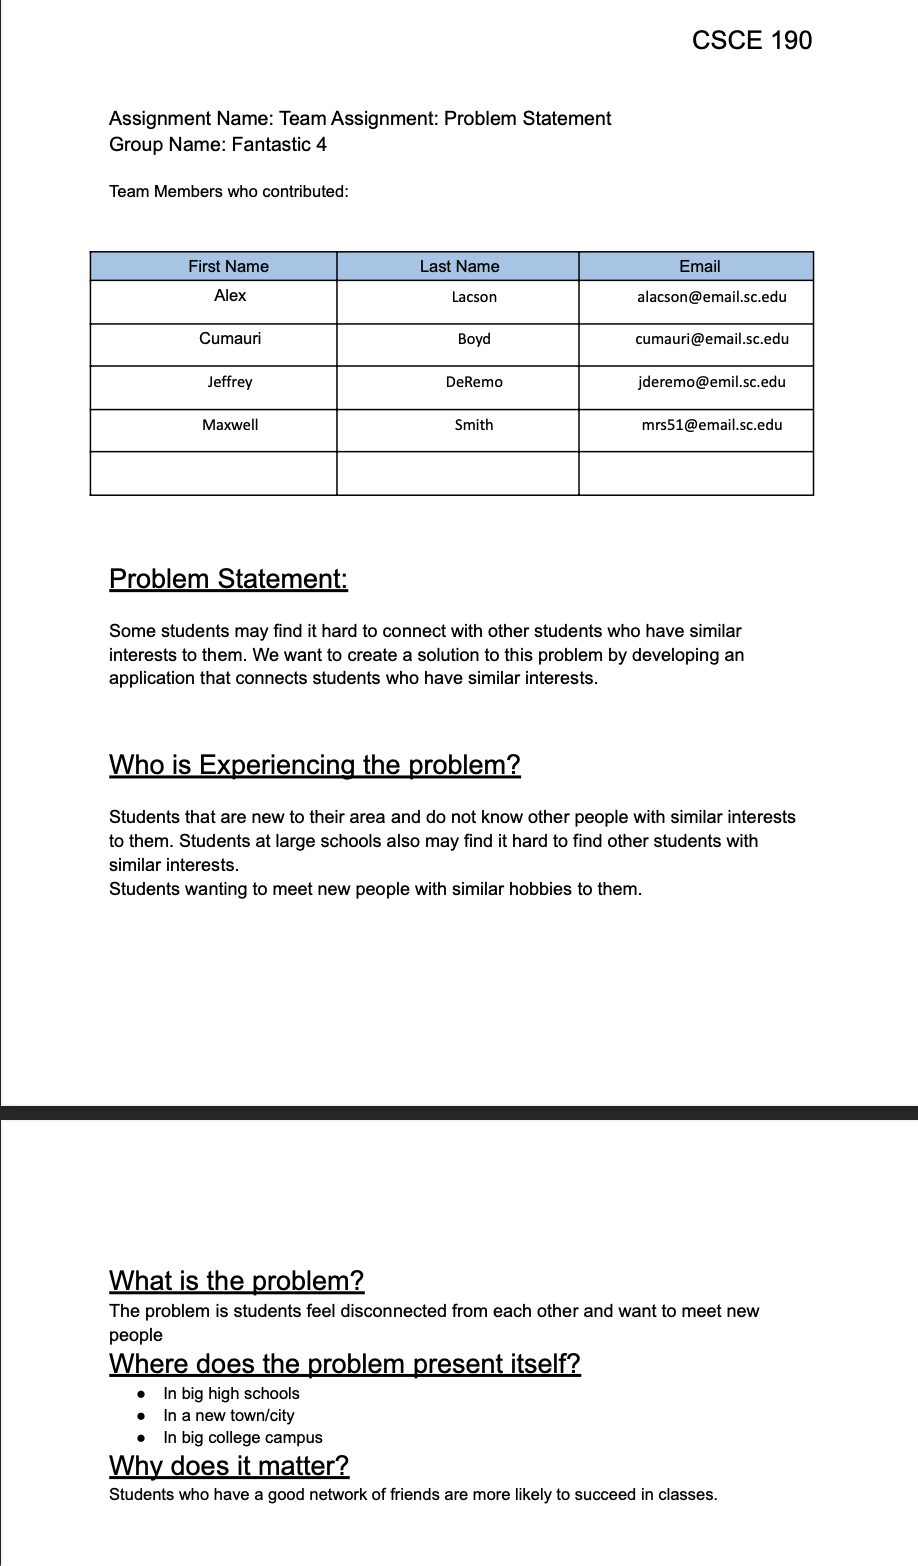 CSCE 190
Assignment Name: Team Assignment: Problem Statement
Group Name: Fantastic 4
Team Members who contributed:
First Name Last Name Email
Alex Lacson alacson@email.sc.edu
Cumauri Boyd cumauri@email.sc.edu
Jeffrey DeRemo jderemo@emil.sc.edu
Maxwell Smith mrs51@email.sc.edu
Problem Statement:
Some students may find it hard to connect with other students who have similar
interests to them. We want to create a solution to this problem by developing an
application that connects students who have similar interests.
Who is Experiencing the problem?
Students that are new to their area and do not know other people with similar interests
to them. Students at large schools also may find it hard to find other students with
similar interests.
Students wanting to meet new people with similar hobbies to them.
What is the problem?
The problem is students feel disconnected from each other and want to meet new
people
Where does the problem present itself?
● In big high schools
● In a new town/city
● In big college campus
Why does it matter?
Students who have a good network of friends are more likely to succeed in classes.